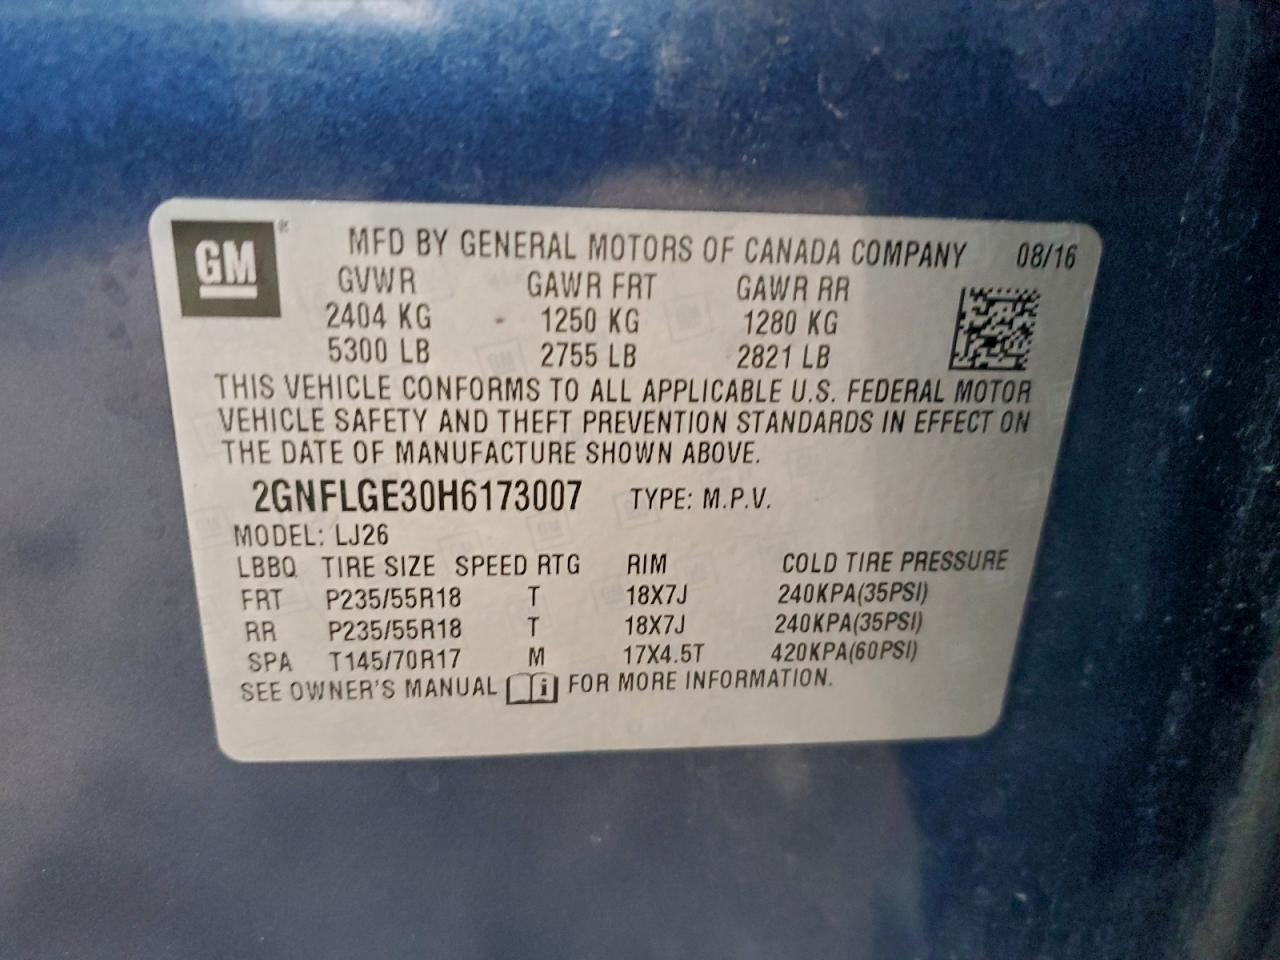 GM ®
MFD BY GENERAL MOTORS OF CANADA COMPANY 08/16
GVWR GAWR FRT GAWR RR
2404 KG 1250 KG 1280 KG
5300 LB 2755 LB 2821 LB
THIS VEHICLE CONFORMS TO ALL APPLICABLE U.S. FEDERAL MOTOR
VEHICLE SAFETY AND THEFT PREVENTION STANDARDS IN EFFECT ON
THE DATE OF MANUFACTURE SHOWN ABOVE.
2GNFLGE30H6173007 TYPE: M.P.V.
MODEL: LJ26
LBBQ TIRE SIZE SPEED RTG RIM COLD TIRE PRESSURE
FRT P235/55R18 T 18X7J 240KPA(35PSI)
RR P235/55R18 T 18X7J 240KPA(35PSI)
SPA T145/70R17 M 17X4.5T 420KPA(60PSI)
SEE OWNER'S MANUAL i FOR MORE INFORMATION.